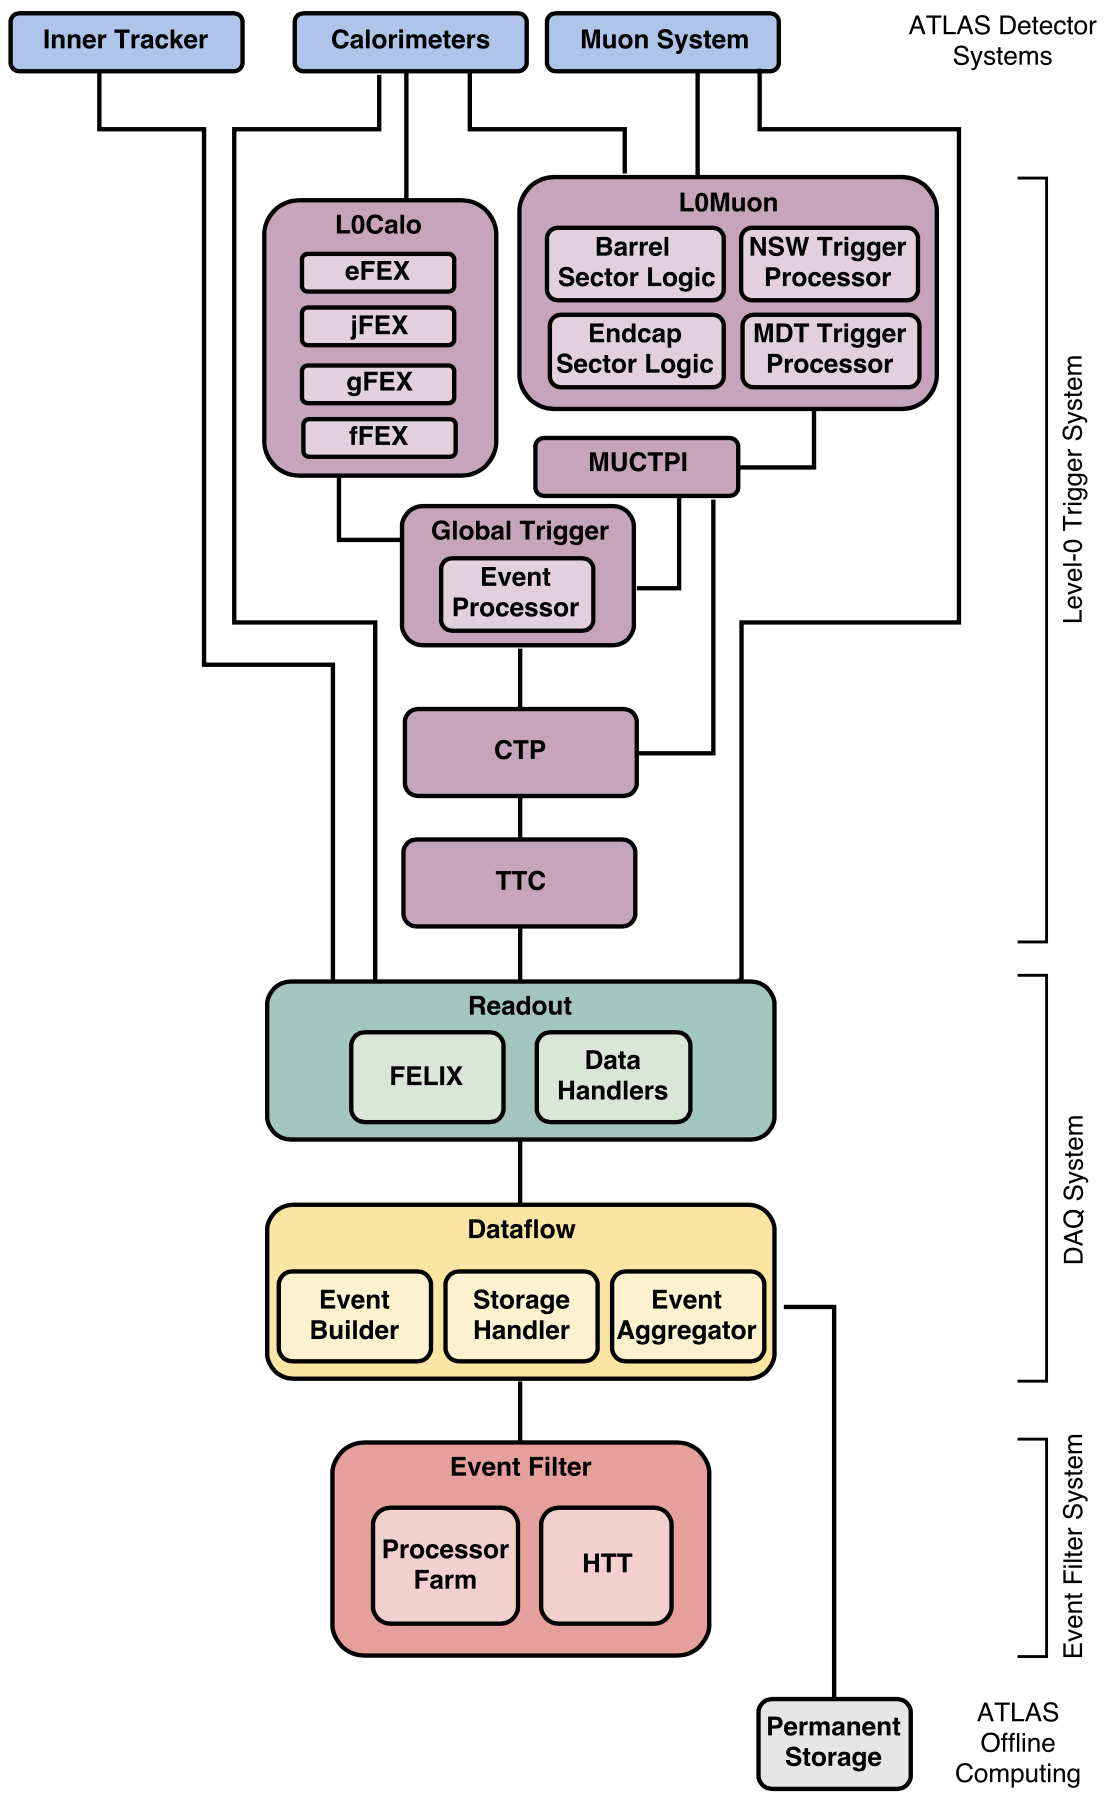 Inner Tracker
Calorimeters
Muon System
ATLAS Detector
Systems
L0Calo
eFEX
jFEX
gFEX
fFEX
L0Muon
Barrel
Sector Logic
NSW Trigger
Processor
Endcap
Sector Logic
MDT Trigger
Processor
MUCTPI
Global Trigger
Event
Processor
CTP
TTC
Level-0 Trigger System
Readout
FELIX
Data
Handlers
Dataflow
Event
Builder
Storage
Handler
Event
Aggregator
DAQ System
Event Filter
Processor
Farm
HTT
Event Filter System
Permanent
Storage
ATLAS
Offline
Computing